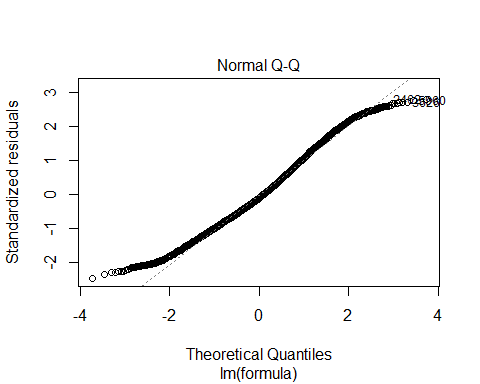 Normal Q-Q
Standardized residuals
3
2
1
0
-1
-2
-4
-2
0
2
4
Theoretical Quantiles
lm(formula)